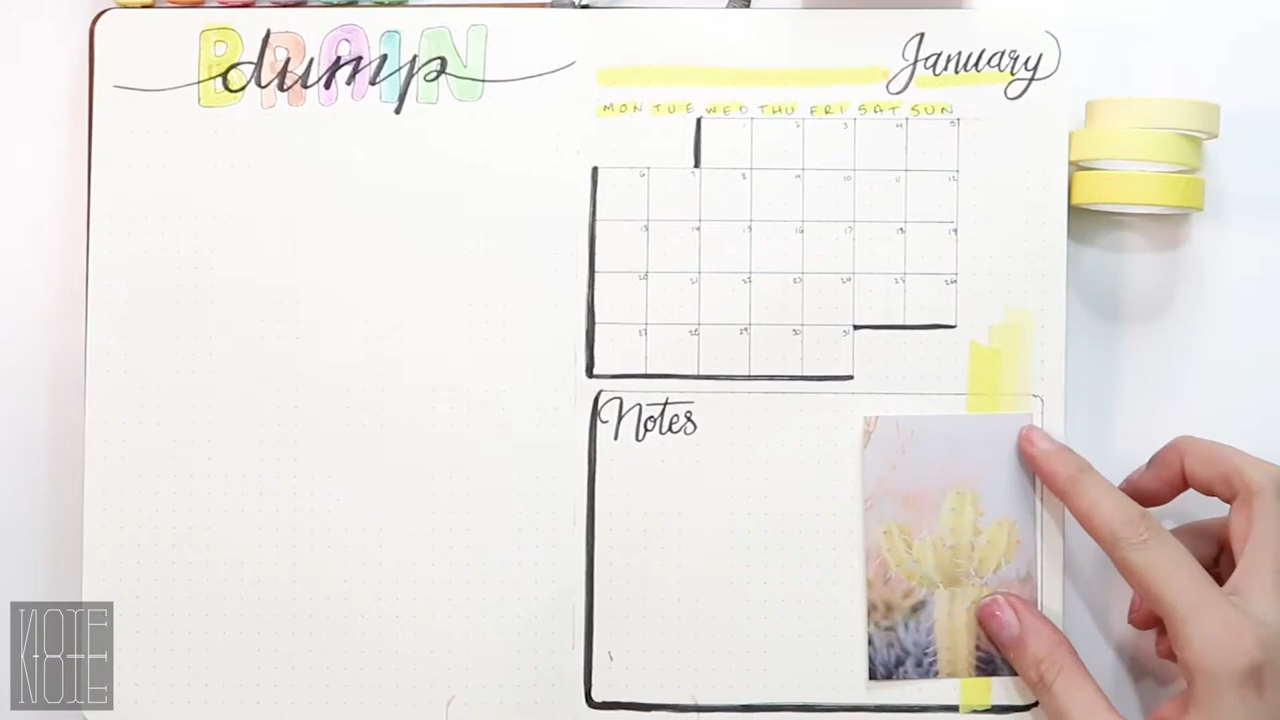 BRAIN
dump
January
MON TUE WED THU FRI SAT SUN
1 2 3 4 5
6 7 8 9 10 11 12
13 14 15 16 17 18 19
20 21 22 23 24 25 26
27 28 29 30 31
Notes